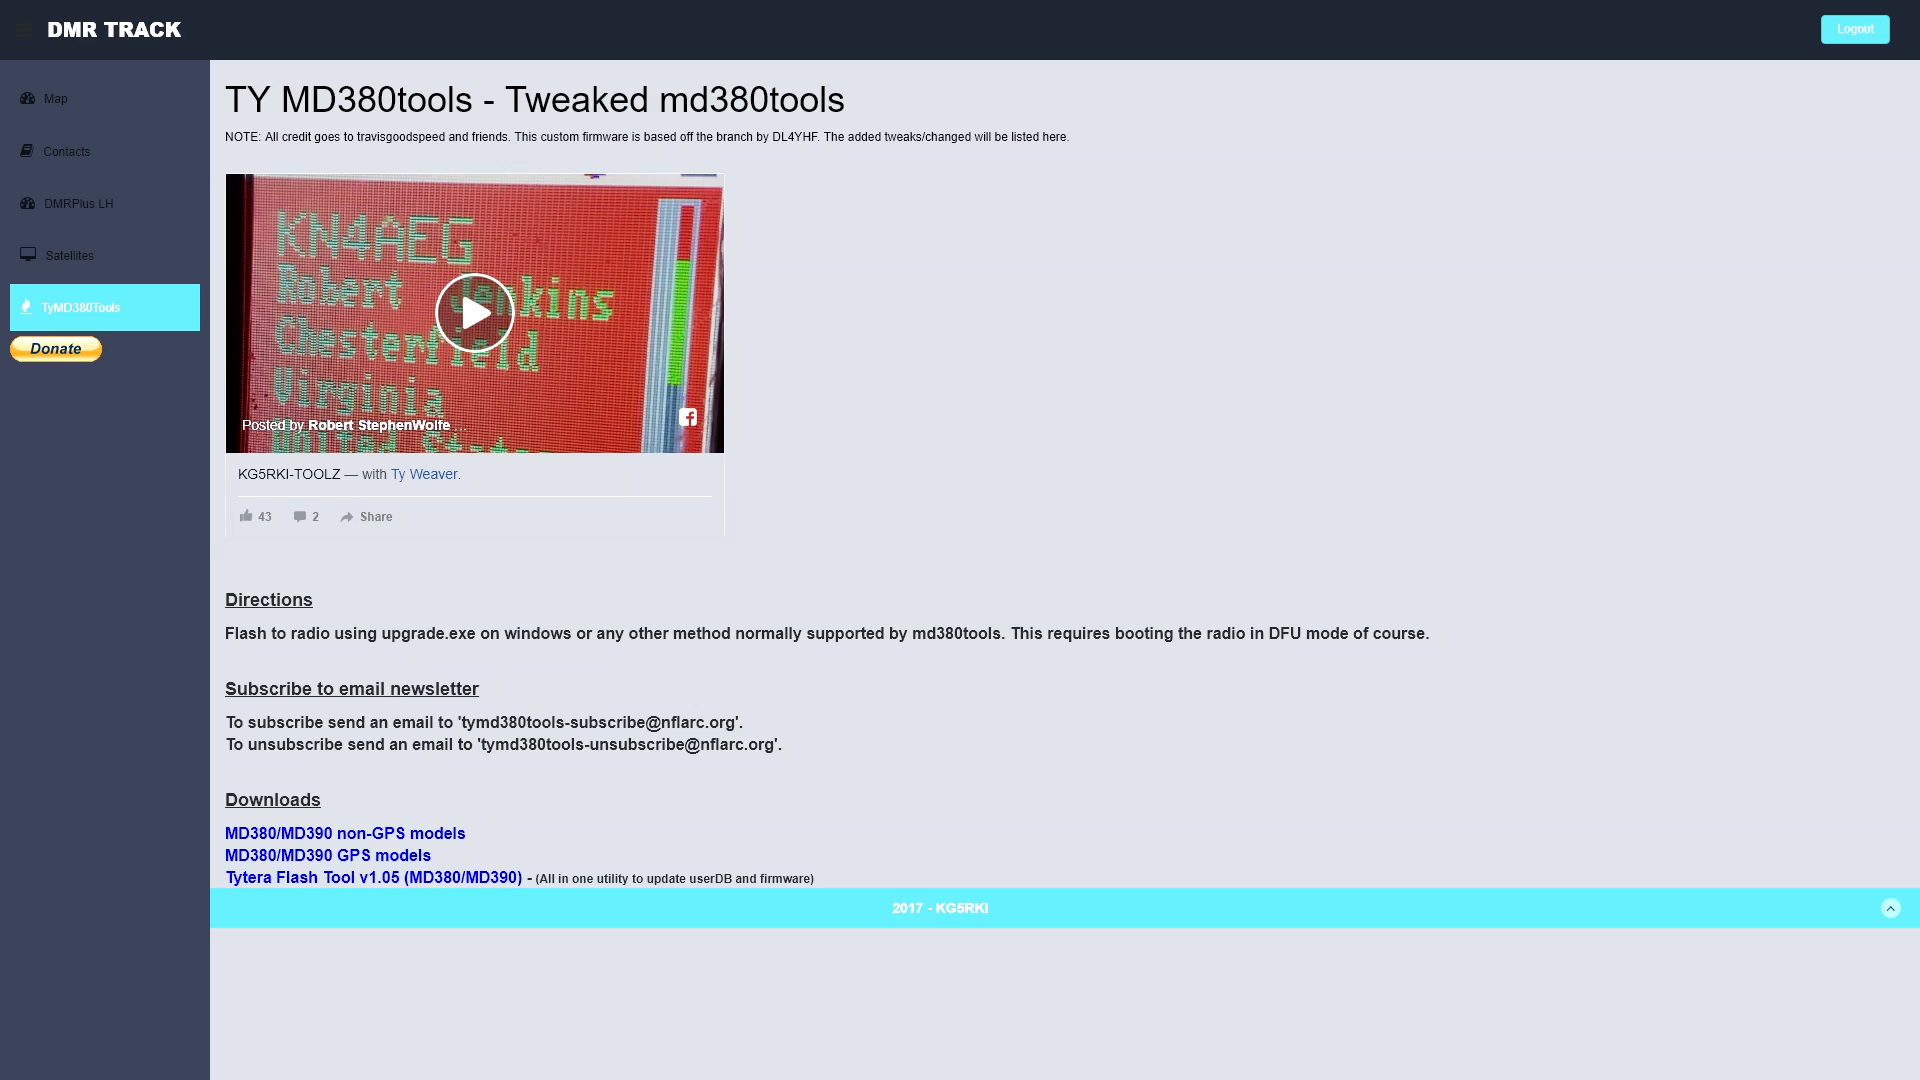 DMR TRACK
Logout
Map
Contacts
DMRPlus LH
Satellites
TyMD380Tools
Donate
TY MD380tools - Tweaked md380tools
NOTE: All credit goes to travisgoodspeed and friends. This custom firmware is based off the branch by DL4YHF. The added tweaks/changed will be listed here.
KN4AEG
Robert Jenkins
Chesterfield
Virginia
United States
Posted by Robert StephenWolfe ...
KG5RKI-TOOLZ — with Ty Weaver.
43 2 Share
Directions
Flash to radio using upgrade.exe on windows or any other method normally supported by md380tools. This requires booting the radio in DFU mode of course.
Subscribe to email newsletter
To subscribe send an email to 'tymd380tools-subscribe@nflarc.org'.
To unsubscribe send an email to 'tymd380tools-unsubscribe@nflarc.org'.
Downloads
MD380/MD390 non-GPS models
MD380/MD390 GPS models
Tytera Flash Tool v1.05 (MD380/MD390) - (All in one utility to update userDB and firmware)
2017 - KG5RKI